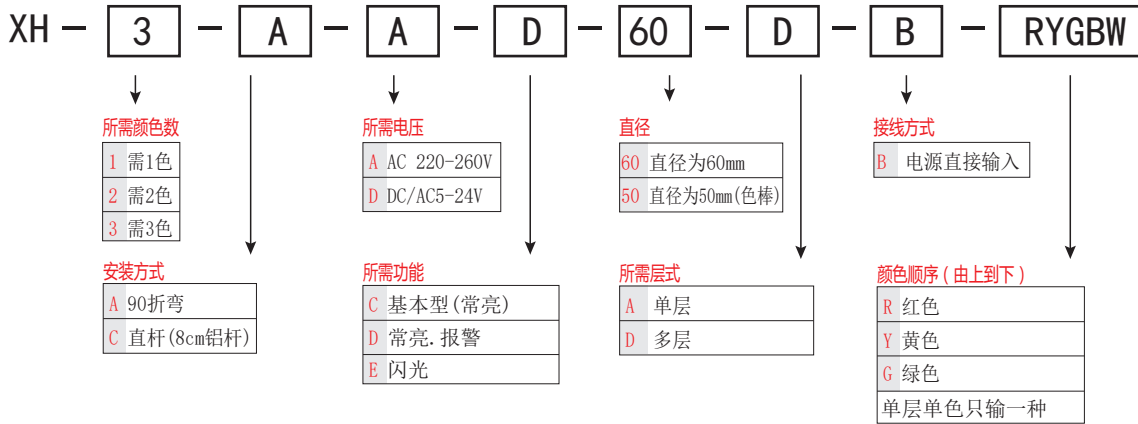 XH - 3 - A - A - D - 60 - D - B - RYGBW
所需颜色数
1 需1色
2 需2色
3 需3色
所需电压
A AC 220-260V
D DC/AC5-24V
直径
60 直径为60mm
50 直径为50mm(色棒)
接线方式
B 电源直接输入
安装方式
A 90折弯
C 直杆(8cm铝杆)
所需功能
C 基本型(常亮)
D 常亮.报警
E 闪光
所需层式
A 单层
D 多层
颜色顺序(由上到下)
R 红色
Y 黄色
G 绿色
单层单色只输一种